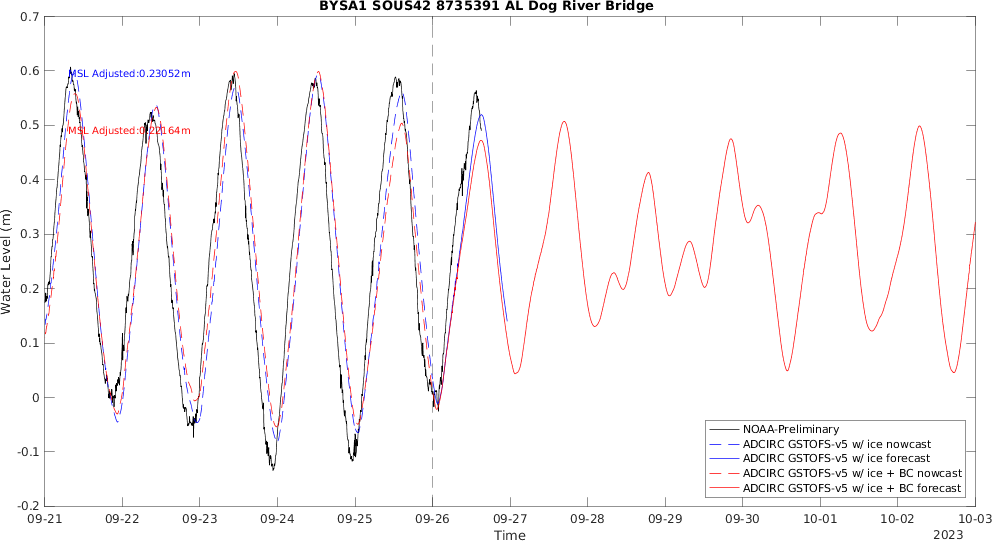 BYSA1 SOUS42 8735391 AL Dog River Bridge
0.7
0.6
0.5
0.4
0.3
0.2
0.1
0
-0.1
-0.2
Water Level (m)
MSL Adjusted:0.23052m
MSL Adjusted:0.22164m
NOAA-Preliminary
ADCIRC GSTOFS-v5 w/ ice nowcast
ADCIRC GSTOFS-v5 w/ ice forecast
ADCIRC GSTOFS-v5 w/ ice + BC nowcast
ADCIRC GSTOFS-v5 w/ ice + BC forecast
09-21 09-22 09-23 09-24 09-25 09-26 09-27 09-28 09-29 09-30 10-01 10-02 10-03
Time
2023